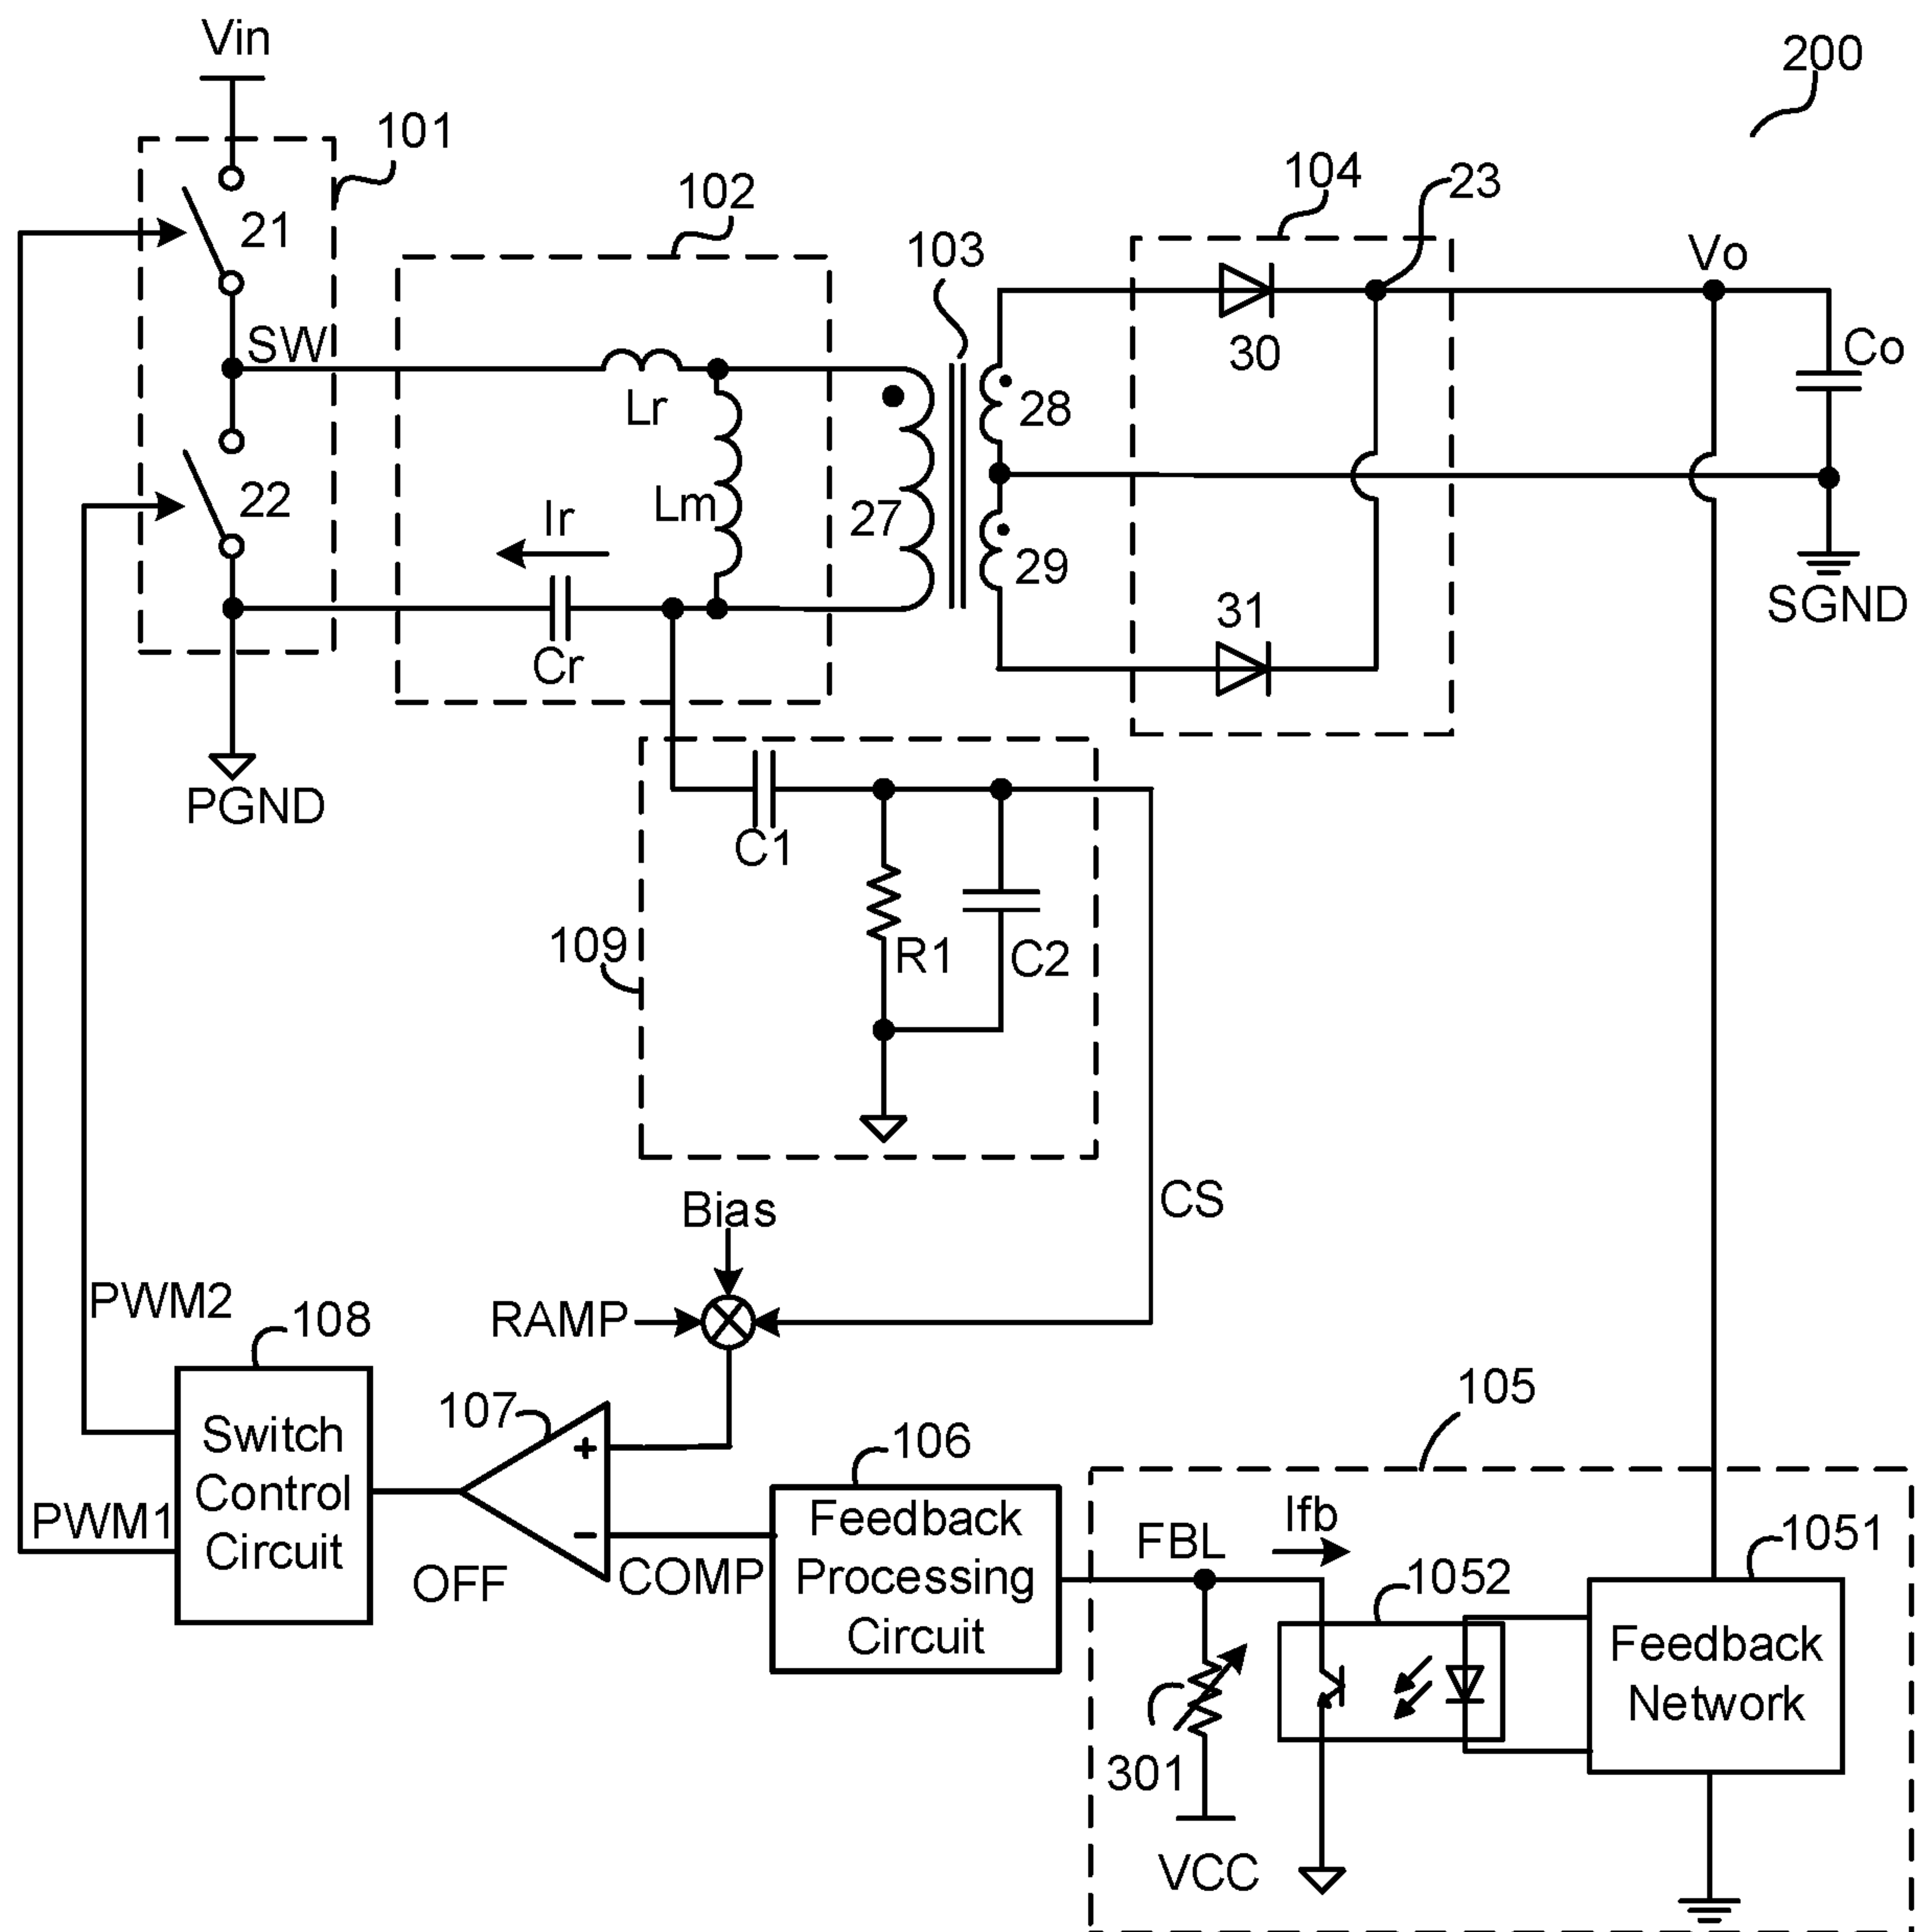 Vin
200
101
102
104
23
21
103
Vo
SW
30
Co
Lr
28
22
Ir
Lm
27
29
SGND
31
Cr
PGND
C1
109
R1
C2
Bias
CS
RAMP
PWM2
108
107
105
106
Switch
Control
Circuit
+
PWM1
−
OFF
COMP
Feedback
Processing
Circuit
FBL
Ifb
1051
1052
Feedback
Network
301
VCC